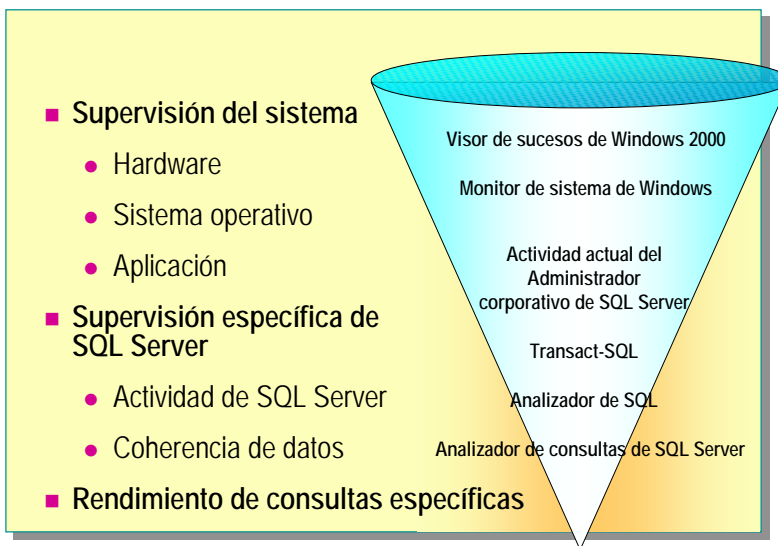 Supervisión del sistema
Hardware
Sistema operativo
Aplicación
Supervisión específica de
SQL Server
Actividad de SQL Server
Coherencia de datos
Rendimiento de consultas específicas
Visor de sucesos de Windows 2000
Monitor de sistema de Windows
Actividad actual del
Administrador
corporativo de SQL Server
Transact-SQL
Analizador de SQL
Analizador de consultas de SQL Server